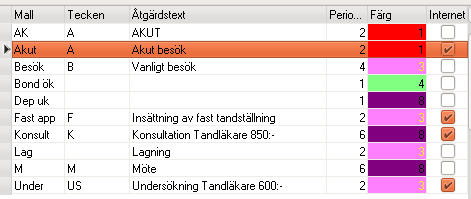 Mall Tecken Åtgärdstext Perio... Färg Internet
AK A AKUT 2 1
Akut A Akut besök 2 1
Besök B Vanligt besök 4 3
Bond ök 1 4
Dep uk 1 8
Fast app F Insättning av fast tandställning 2 3
Konsult K Konsultation Tandläkare 850:- 6 8
Lag Lagning 2 3
M M Möte 6 8
Under US Undersökning Tandläkare 600:- 2 3